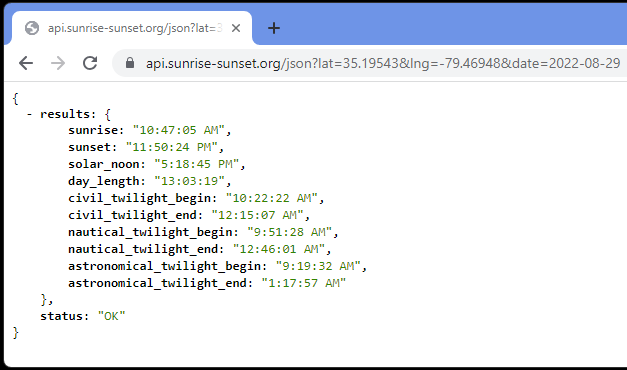 api.sunrise-sunset.org/json?lat=3
api.sunrise-sunset.org/json?lat=35.19543&lng=-79.46948&date=2022-08-29
{
- results: {
sunrise: "10:47:05 AM",
sunset: "11:50:24 PM",
solar_noon: "5:18:45 PM",
day_length: "13:03:19",
civil_twilight_begin: "10:22:22 AM",
civil_twilight_end: "12:15:07 AM",
nautical_twilight_begin: "9:51:28 AM",
nautical_twilight_end: "12:46:01 AM",
astronomical_twilight_begin: "9:19:32 AM",
astronomical_twilight_end: "1:17:57 AM"
},
status: "OK"
}